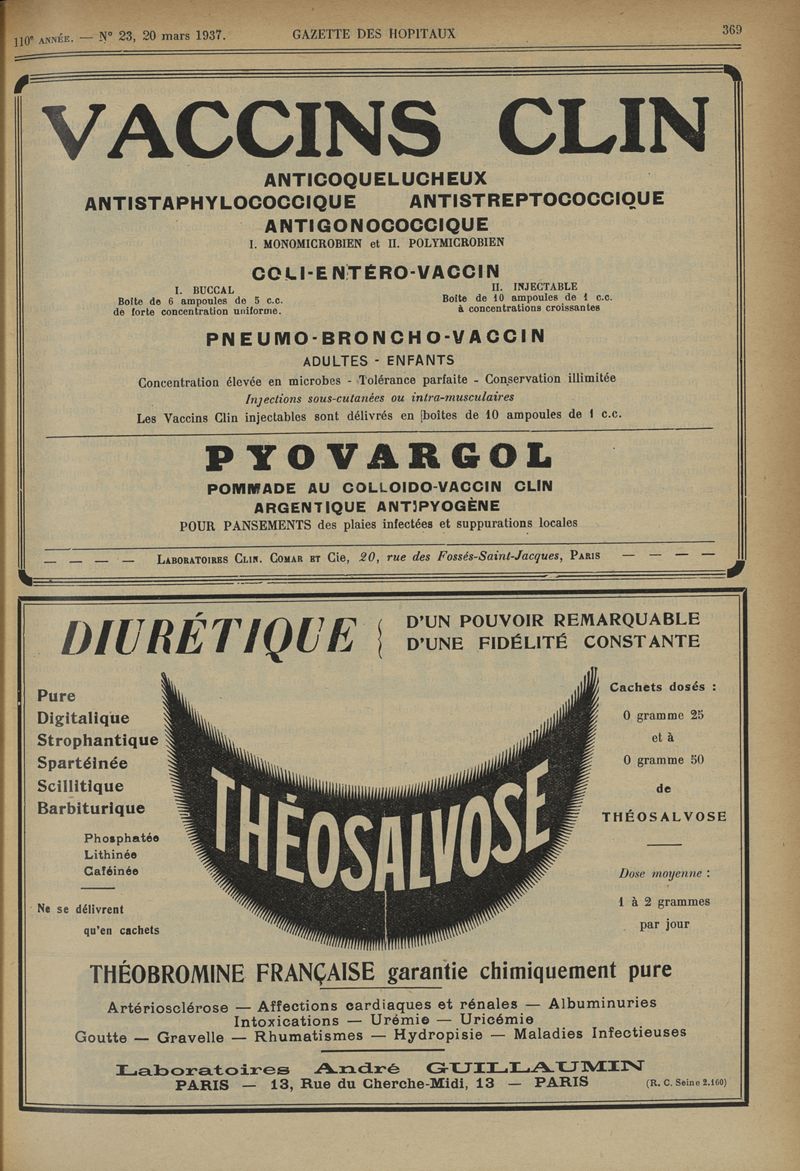 110e ANNÉE. — No 23, 20 mars 1937. GAZETTE DES HOPITAUX 369
VACCINS CLIN
ANTICOQUELUCHEUX
ANTISTAPHYLOCOCCIQUE ANTISTREPTOCOCCIQUE
ANTIGONOCOCCIQUE
I. MONOMICROBIEN et II. POLYMICROBIEN
COLI-ENTÉRO-VACCIN
I. BUCCAL
Boîte de 6 ampoules de 5 c.c.
de forte concentration uniforme.
II. INJECTABLE
Boîte de 10 ampoules de 1 c.c.
à concentrations croissantes
PNEUMO-BRONCHO-VACCIN
ADULTES - ENFANTS
Concentration élevée en microbes - Tolérance parfaite - Conservation illimitée
Injections sous-cutanées ou intra-musculaires
Les Vaccins Clin injectables sont délivrés en boîtes de 10 ampoules de 1 c.c.
PYOVARGOL
POMMADE AU COLLOIDO-VACCIN CLIN
ARGENTIQUE ANTIPYOGÈNE
POUR PANSEMENTS des plaies infectées et suppurations locales
— — — — LABORATOIRES CLIN. COMAR ET Cie, 20, rue des Fossés-Saint-Jacques, PARIS — — — —
DIURÉTIQUE {
D'UN POUVOIR REMARQUABLE
D'UNE FIDÉLITÉ CONSTANTE
Pure
Digitalique
Strophantique
Spartéinée
Scillitique
Barbiturique
Phosphatée
Lithinée
Caféinée
Ne se délivrent
qu'en cachets
THÉOSALVOSE
Cachets dosés :
0 gramme 25
et à
0 gramme 50
de
THÉOSALVOSE
Dose moyenne :
1 à 2 grammes
par jour
THÉOBROMINE FRANÇAISE garantie chimiquement pure
Artériosclérose — Affections cardiaques et rénales — Albuminuries
Intoxications — Urémie — Uricémie
Goutte — Gravelle — Rhumatismes — Hydropisie — Maladies Infectieuses
Laboratoires André GUILLAUMIN
PARIS — 13, Rue du Cherche-Midi, 13 — PARIS (R. C. Seine 2.160)